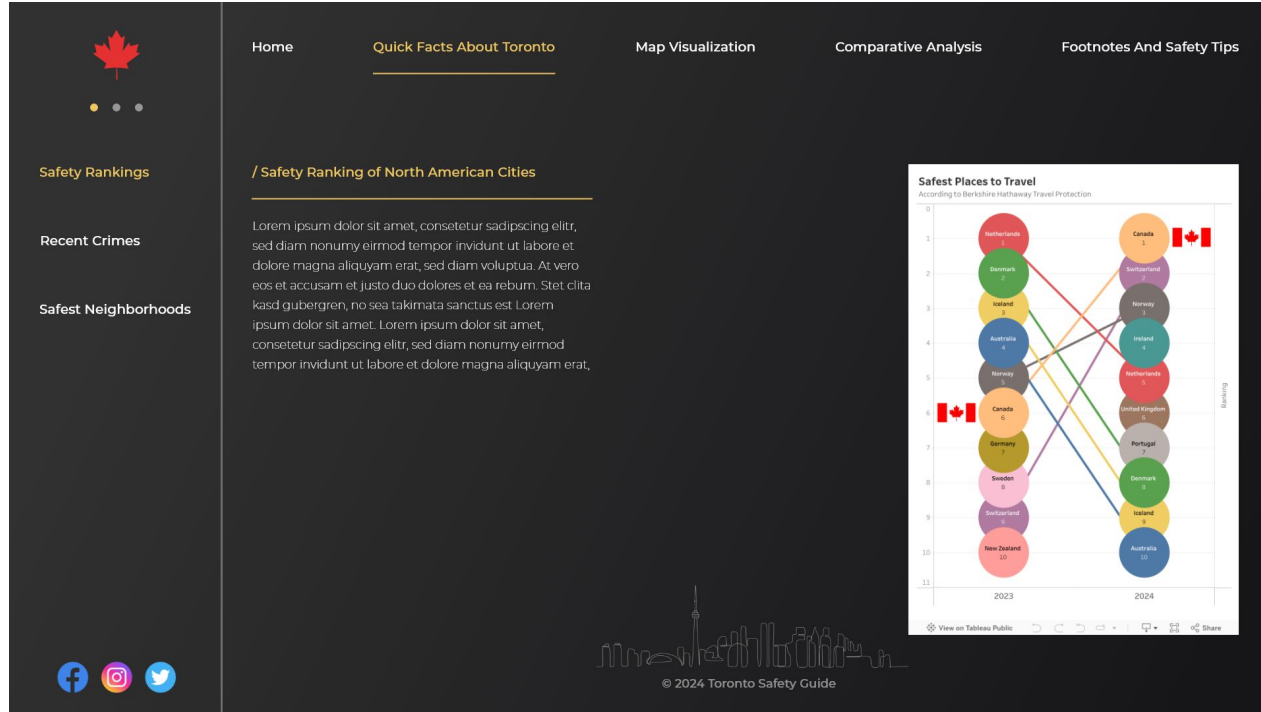 Home
Quick Facts About Toronto
Map Visualization
Comparative Analysis
Footnotes And Safety Tips
Safety Rankings
Recent Crimes
Safest Neighborhoods
/ Safety Ranking of North American Cities
Lorem ipsum dolor sit amet, consetetur sadipscing elitr,
sed diam nonumy eirmod tempor invidunt ut labore et
dolore magna aliquyam erat, sed diam voluptua. At vero
eos et accusam et justo duo dolores et ea rebum. Stet clita
kasd gubergren, no sea takimata sanctus est Lorem
ipsum dolor sit amet. Lorem ipsum dolor sit amet,
consetetur sadipscing elitr, sed diam nonumy eirmod
tempor invidunt ut labore et dolore magna aliquyam erat,
Safest Places to Travel
According to Berkshire Hathaway Travel Protection
0
1
2
3
4
5
6
7
8
9
10
11
Netherlands
1
Denmark
2
Iceland
3
Australia
4
Norway
5
Canada
6
Germany
7
Sweden
8
Switzerland
New Zealand
10
Canada
1
Switzerland
2
Norway
3
Ireland
4
Netherlands
5
United Kingdom
6
Portugal
7
Denmark
8
Iceland
9
Australia
10
Ranking
2023
2024
View on Tableau Public
Share
© 2024 Toronto Safety Guide